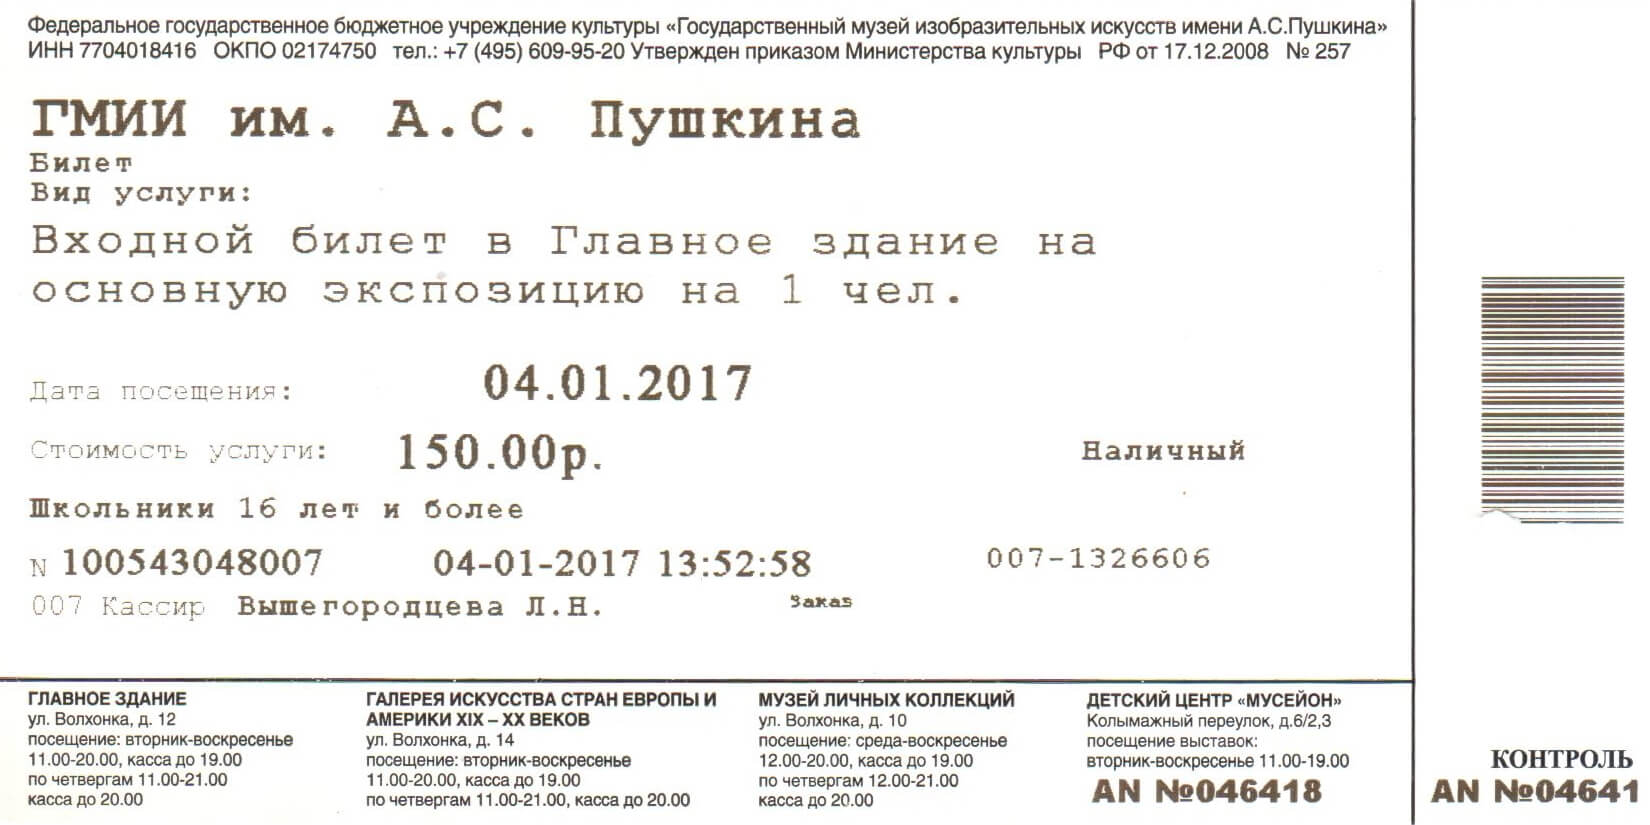 Федеральное государственное бюджетное учреждение культуры «Государственный музей изобразительных искусств имени А.С.Пушкина»
ИНН 7704018416 ОКПО 02174750 тел.: +7 (495) 609-95-20 Утвержден приказом Министерства культуры РФ от 17.12.2008 № 257
ГМИИ им. А.С. Пушкина
Билет
Вид услуги:
Входной билет в Главное здание на
основную экспозицию на 1 чел.
Дата посещения: 04.01.2017
Стоимость услуги: 150.00р. Наличный
Школьники 16 лет и более
N 100543048007 04-01-2017 13:52:58 007-1326606
007 Кассир Вышегородцева Л.Н. Заказ
ГЛАВНОЕ ЗДАНИЕ
ул. Волхонка, д. 12
посещение: вторник-воскресенье
11.00-20.00, касса до 19.00
по четвергам 11.00-21.00
касса до 20.00
ГАЛЕРЕЯ ИСКУССТВА СТРАН ЕВРОПЫ И
АМЕРИКИ XIX – XX ВЕКОВ
ул. Волхонка, д. 14
посещение: вторник-воскресенье
11.00-20.00, касса до 19.00
по четвергам 11.00-21.00, касса до 20.00
МУЗЕЙ ЛИЧНЫХ КОЛЛЕКЦИЙ
ул. Волхонка, д. 10
посещение: среда-воскресенье
12.00-20.00, касса до 19.00
по четвергам 12.00-21.00
касса до 20.00
ДЕТСКИЙ ЦЕНТР «МУСЕЙОН»
Колымажный переулок, д.6/2,3
посещение выставок:
вторник-воскресенье 11.00-19.00
AN №046418
КОНТРОЛЬ
AN №04641